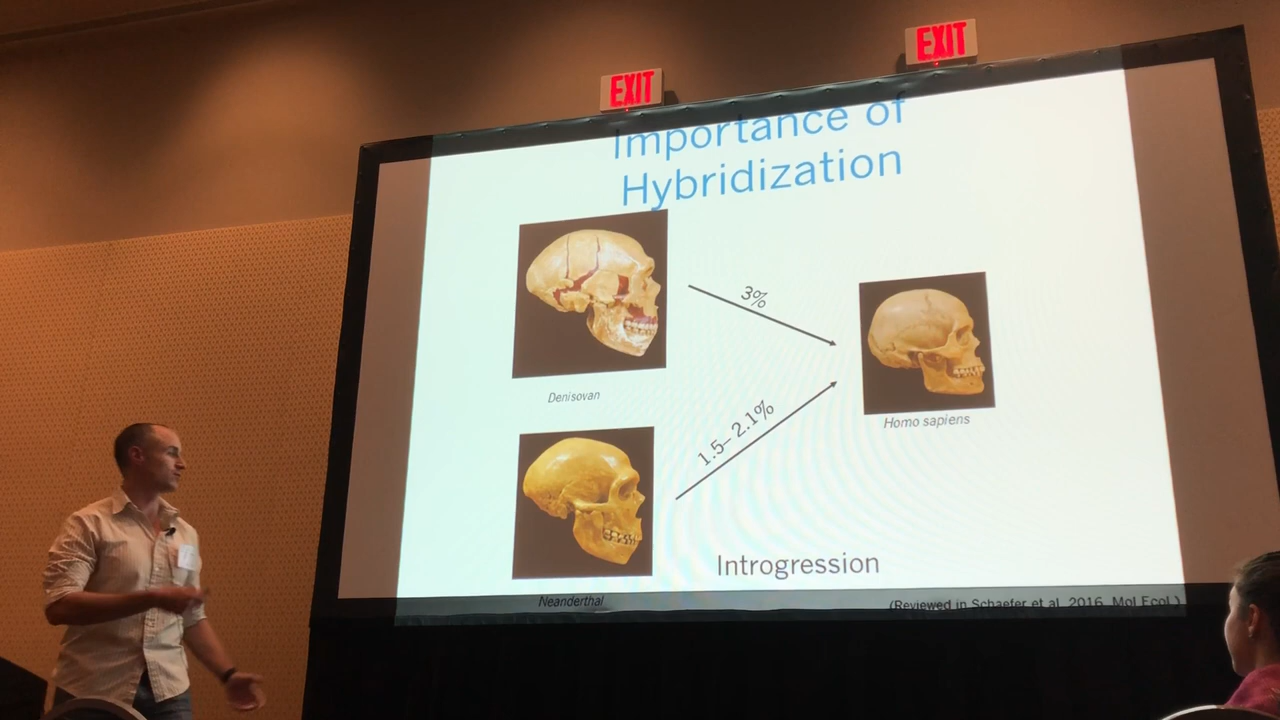 EXIT
EXIT
Importance of
Hybridization
3%
Denisovan
Homo sapiens
1.5– 2.1%
Introgression
Neanderthal
(Reviewed in Schaefer et al. 2016, Mol Ecol.)